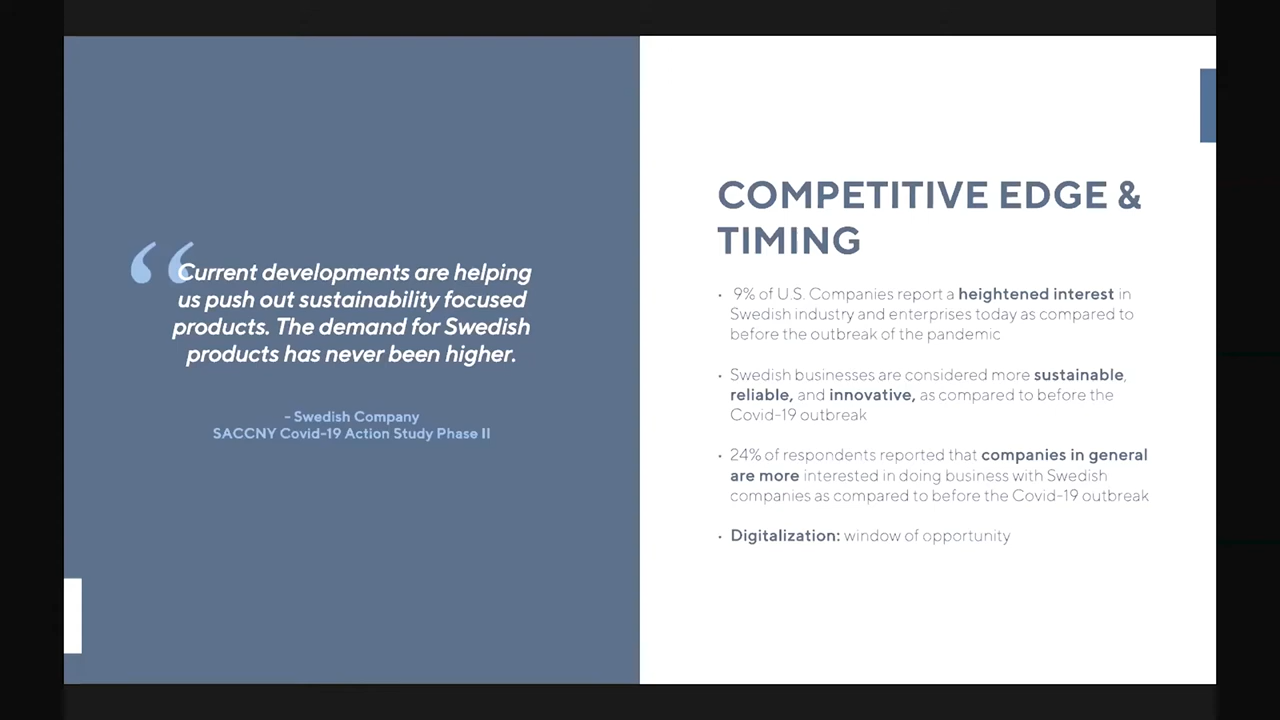 “
Current developments are helping
us push out sustainability focused
products. The demand for Swedish
products has never been higher.
- Swedish Company
SACCNY Covid-19 Action Study Phase II
COMPETITIVE EDGE &
TIMING
• 9% of U.S. Companies report a heightened interest in
Swedish industry and enterprises today as compared to
before the outbreak of the pandemic
• Swedish businesses are considered more sustainable,
reliable, and innovative, as compared to before the
Covid-19 outbreak
• 24% of respondents reported that companies in general
are more interested in doing business with Swedish
companies as compared to before the Covid-19 outbreak
• Digitalization: window of opportunity